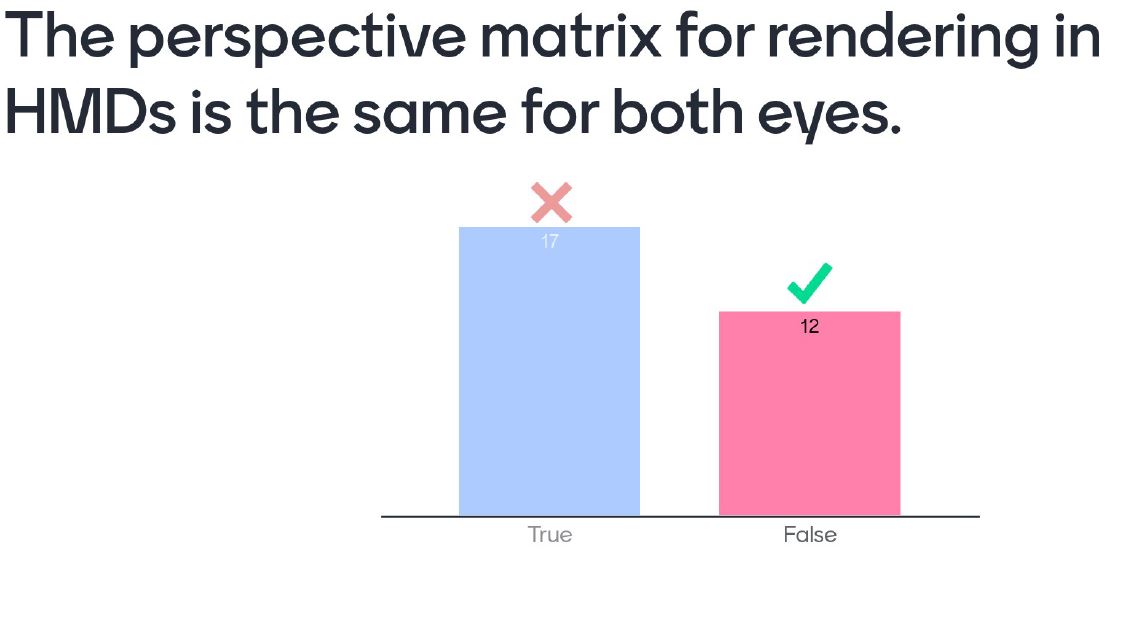 The perspective matrix for rendering in
HMDs is the same for both eyes.
17
12
True
False